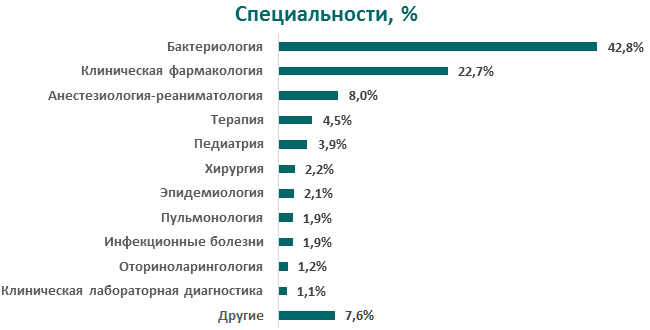 Специальности, %
Бактериология 42,8%
Клиническая фармакология 22,7%
Анестезиология-реаниматология 8,0%
Терапия 4,5%
Педиатрия 3,9%
Хирургия 2,2%
Эпидемиология 2,1%
Пульмонология 1,9%
Инфекционные болезни 1,9%
Оториноларингология 1,2%
Клиническая лабораторная диагностика 1,1%
Другие 7,6%